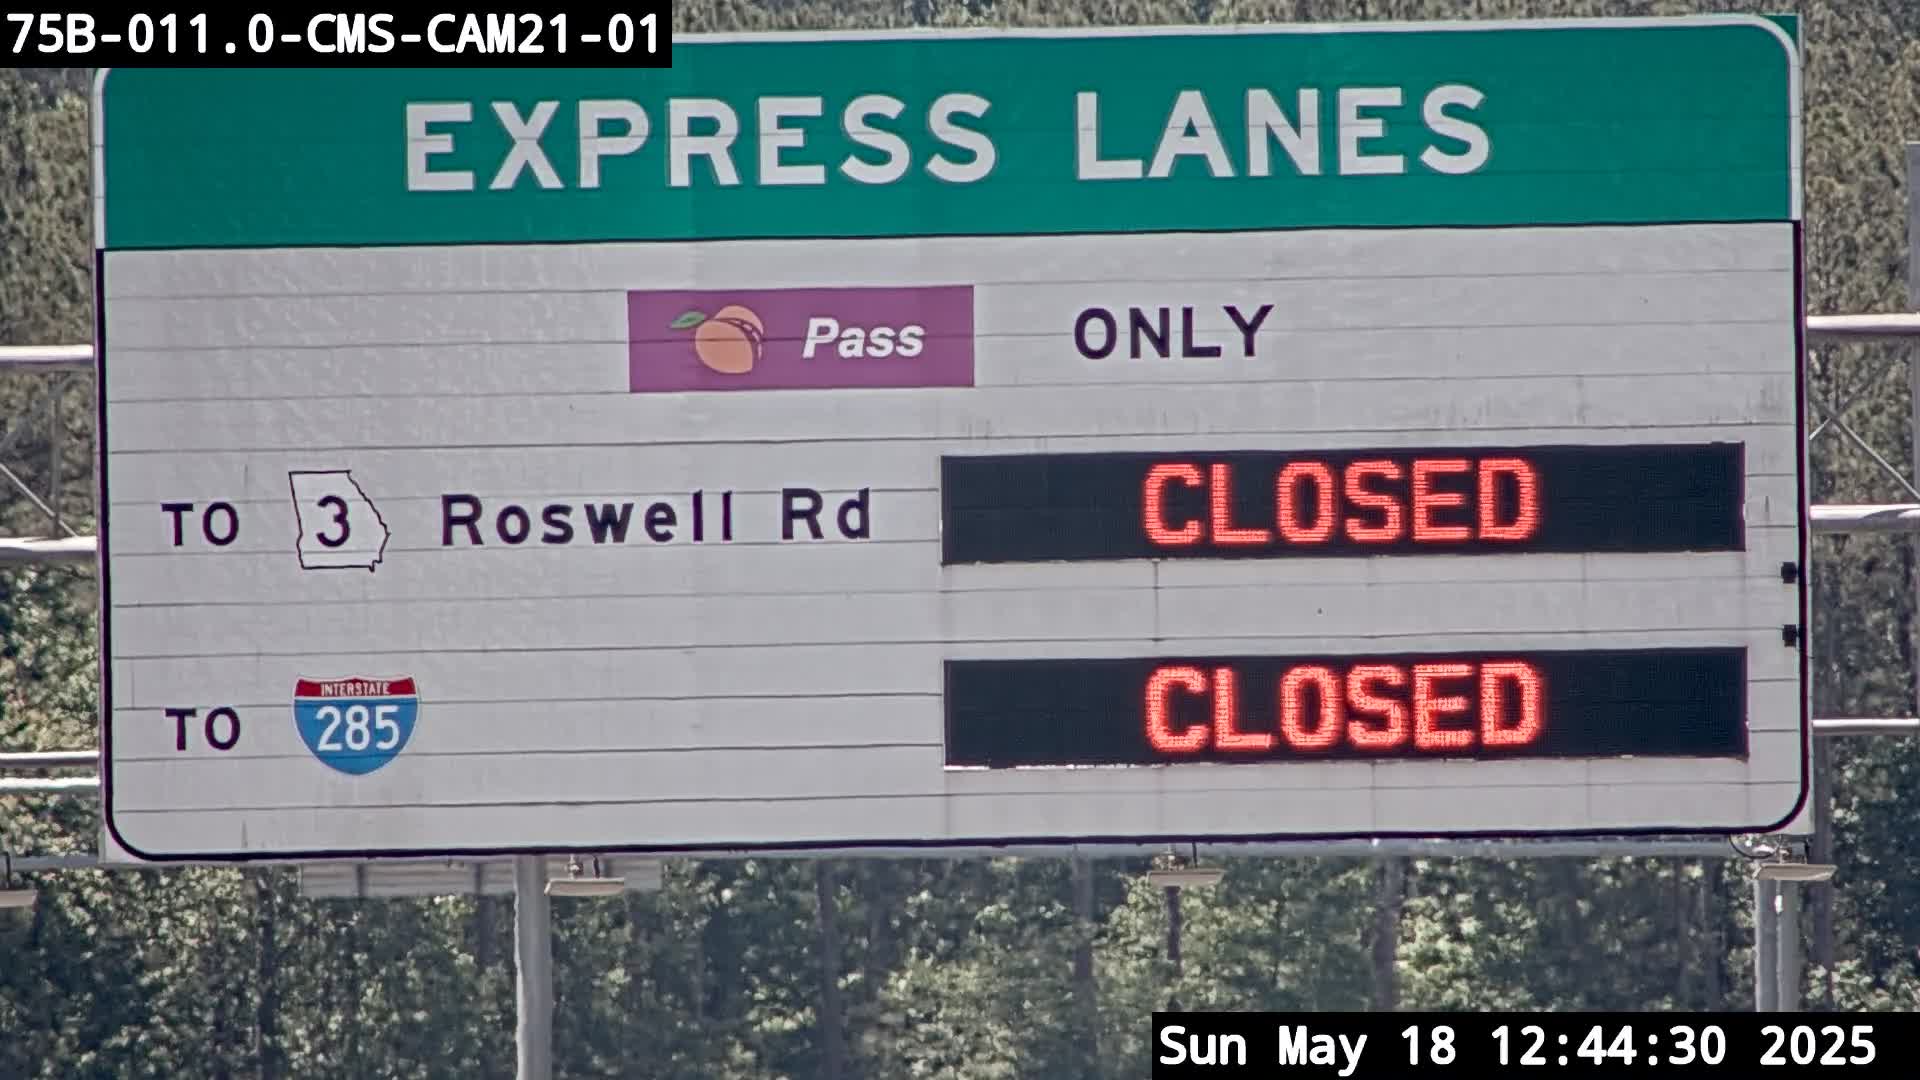 75B-011.0-CMS-CAM21-01
EXPRESS LANES
Pass ONLY
TO 3 Roswell Rd CLOSED
INTERSTATE
TO 285 CLOSED
Sun May 18 12:44:30 2025